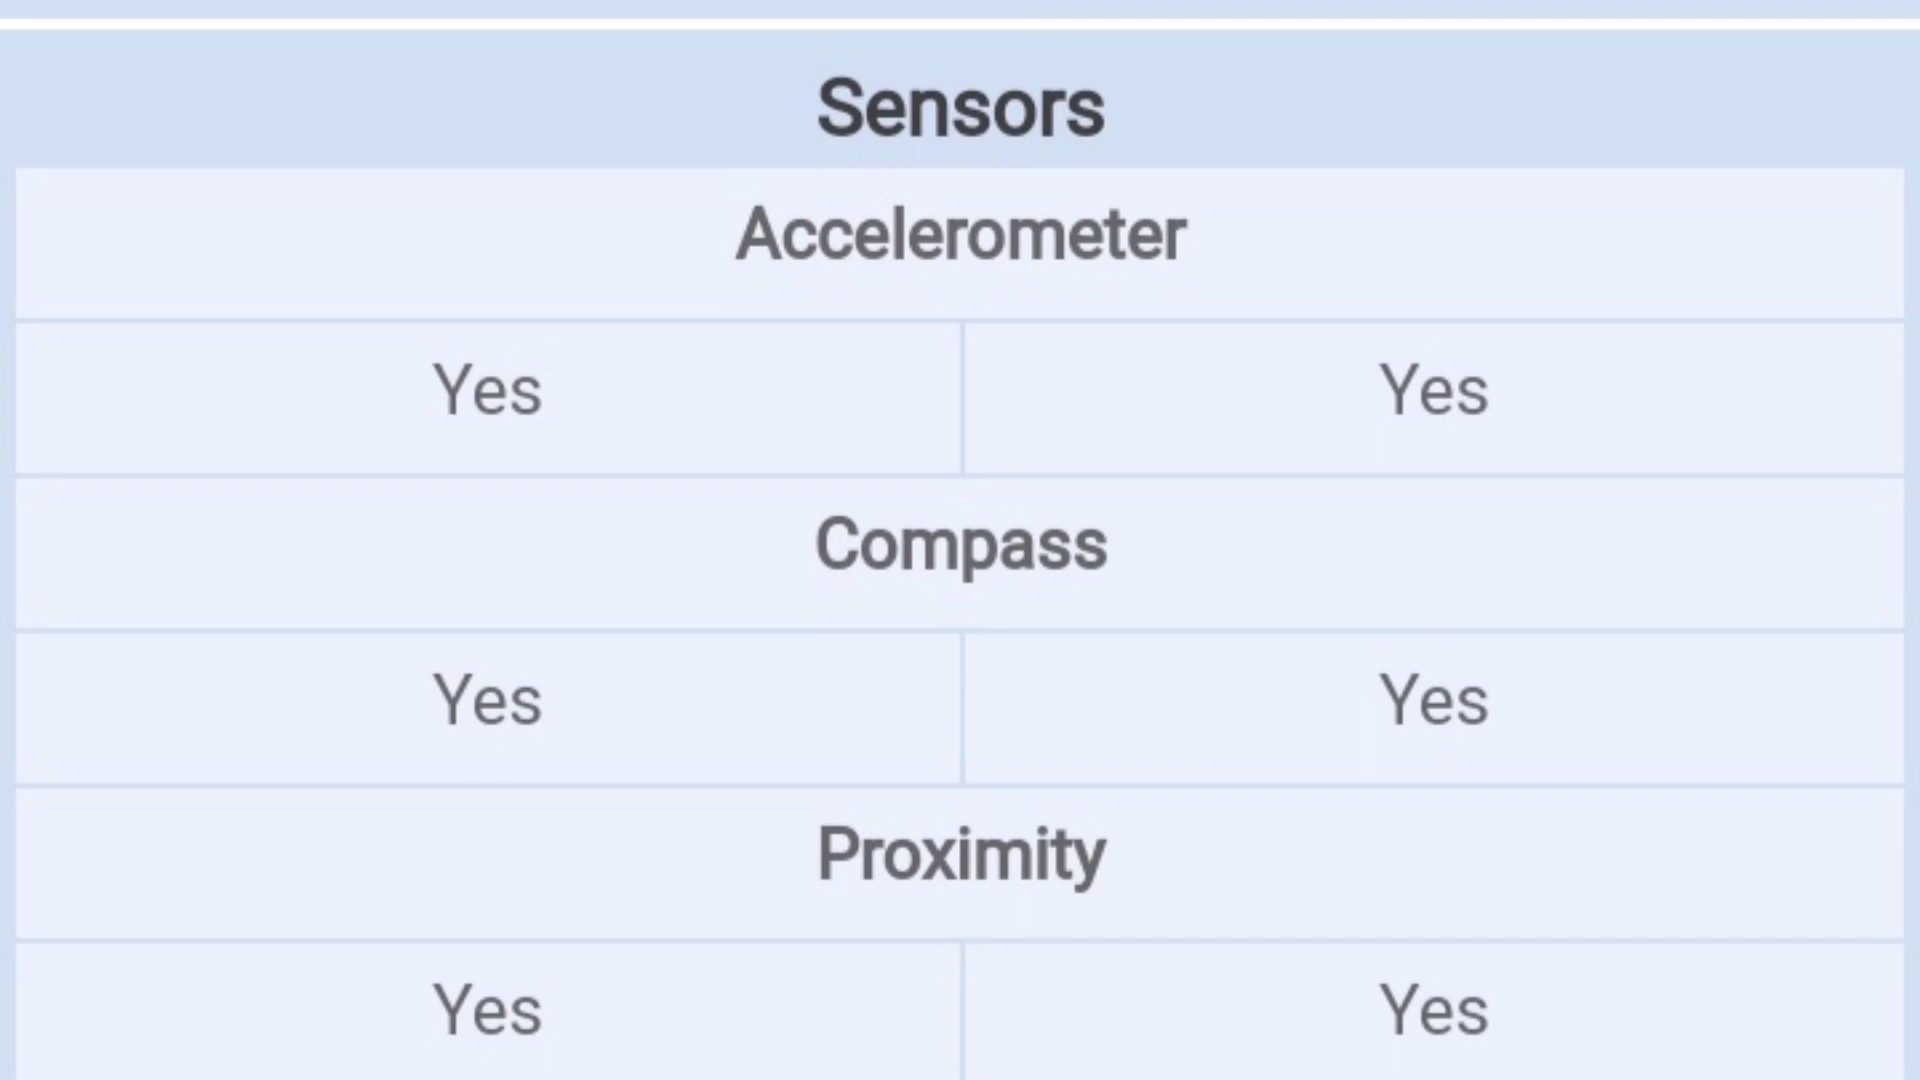 Sensors
Accelerometer
Yes Yes
Compass
Yes Yes
Proximity
Yes Yes